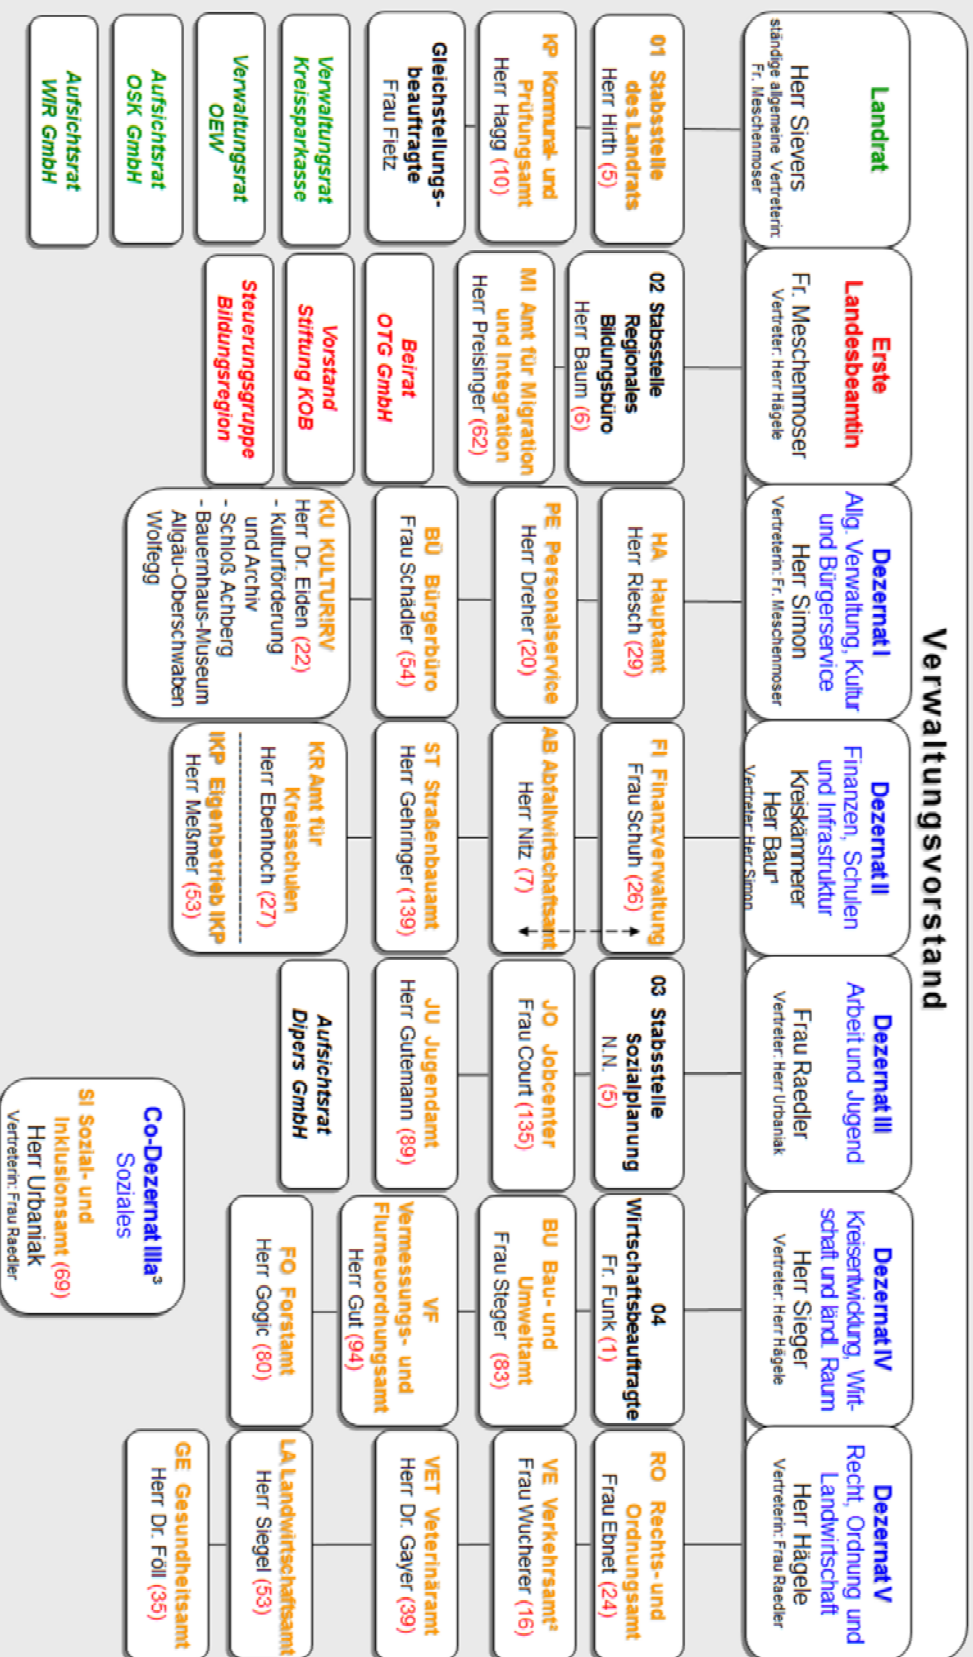 Verwaltungsvorstand
Landrat
Herr Sievers
ständige allgemeine Vertreterin:
Fr. Meschenmoser
01 Stabsstelle
des Landrats
Herr Hirth (5)
KP Kommunal- und
Prüfungsamt
Herr Hagg (10)
Gleichstellungs-
beauftragte
Frau Fietz
Verwaltungsrat
Kreissparkasse
Verwaltungsrat
OEW
Aufsichtsrat
OSK GmbH
Aufsichtsrat
WIR GmbH
Erste
Landesbeamtin
Fr. Meschenmoser
Vertreter: Herr Hägele
02 Stabsstelle
Regionales
Bildungsbüro
Herr Baum (6)
MI Amt für Migration
und Integration
Herr Preisinger (62)
Beirat
OTG GmbH
Vorstand
Stiftung KOB
Steuerungsgruppe
Bildungsregion
Dezernat I
Allg. Verwaltung, Kultur
und Bürgerservice
Herr Simon
Vertreterin: Fr. Meschenmoser
HA Hauptamt
Herr Riesch (29)
PE Personalservice
Herr Dreher (20)
BÜ Bürgerbüro
Frau Schädler (54)
KU KULTUR!RV
Herr Dr. Eiden (22)
- Kulturförderung
und Archiv
- Schloß Achberg
- Bauernhaus-Museum
Allgäu-Oberschwaben
Wolfegg
Dezernat II
Finanzen, Schulen
und Infrastruktur
Kreiskämmerer
Herr Baur¹
Vertreter: Herr Simon
FI Finanzverwaltung
Frau Schuh (26)
AB Abfallwirtschaftsamt
Herr Nitz (7)
ST Straßenbauamt
Herr Gehringer (139)
KR Amt für
Kreisschulen
Herr Ebenhoch (27)
IKP Eigenbetrieb IKP
Herr Meßmer (53)
Dezernat III
Arbeit und Jugend
Frau Raedler
Vertreter: Herr Urbaniak
03 Stabsstelle
Sozialplanung
N.N. (5)
JO Jobcenter
Frau Court (135)
JU Jugendamt
Herr Gutemann (89)
Aufsichtsrat
Dipers GmbH
Co-Dezernat IIIa³
Soziales
SI Sozial- und
Inklusionsamt (69)
Herr Urbaniak
Vertreterin: Frau Raedler
Dezernat IV
Kreisentwicklung, Wirt-
schaft und ländl. Raum
Herr Sieger
Vertreter: Herr Hägele
04
Wirtschaftsbeauftragte
Fr. Funk (1)
BU Bau- und
Umweltamt
Frau Steger (83)
VF
Vermessungs- und
Flurneuordnungsamt
Herr Gut (94)
FO Forstamt
Herr Gogic (80)
Dezernat V
Recht, Ordnung und
Landwirtschaft
Herr Hägele
Vertreterin: Frau Raedler
RO Rechts- und
Ordnungsamt
Frau Ebnet (24)
VE Verkehrsamt²
Frau Wucherer (16)
VET Veterinäramt
Herr Dr. Gayer (39)
LA Landwirtschaftsamt
Herr Siegel (53)
GE Gesundheitsamt
Herr Dr. Föll (35)